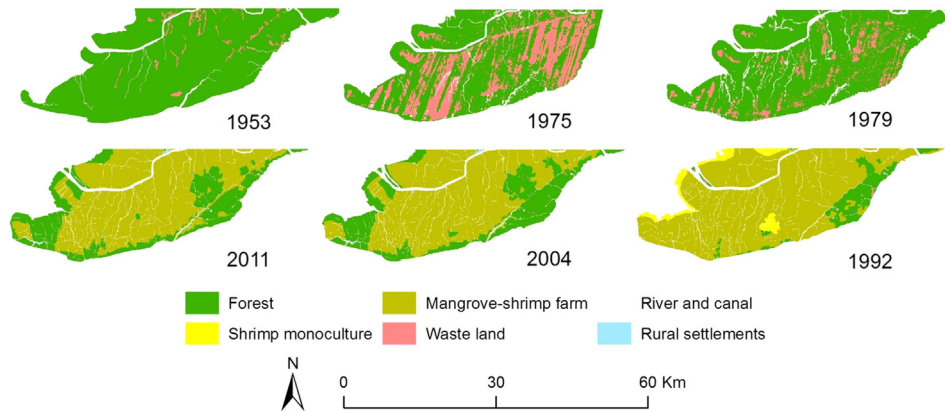 1953
1975
1979
2011
2004
1992
Forest
Mangrove-shrimp farm
River and canal
Shrimp monoculture
Waste land
Rural settlements
N
0
30
60 Km